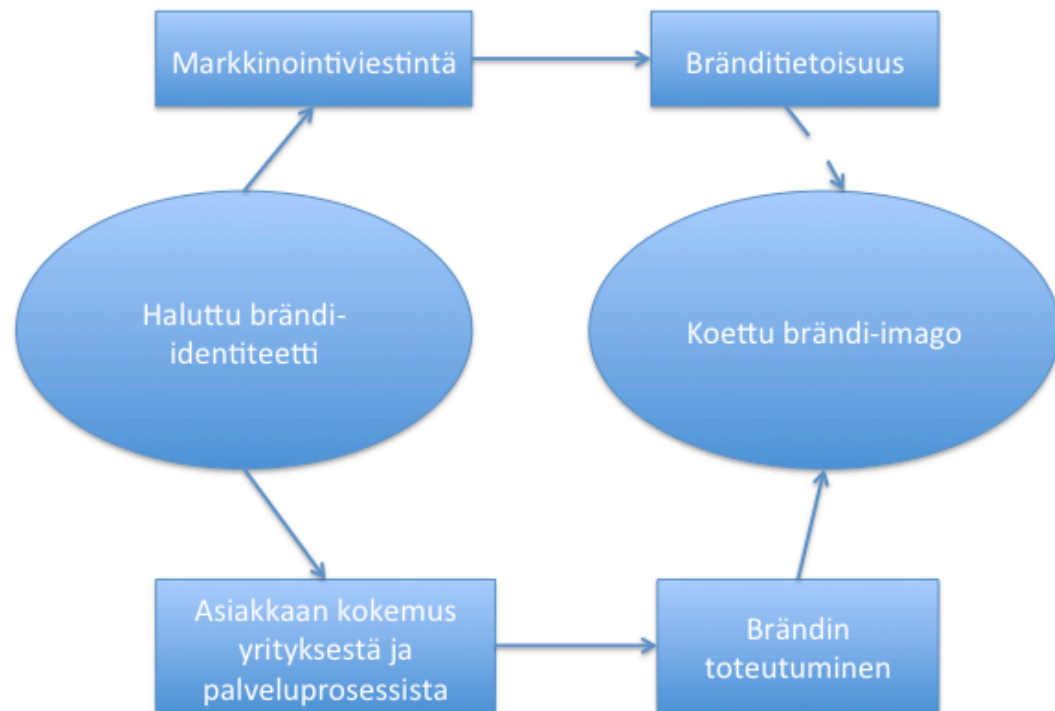 Markkinointiviestintä
Bränditietoisuus
Haluttu brändi-
identiteetti
Koettu brändi-imago
Asiakkaan kokemus
yrityksestä ja
palveluprosessista
Brändin
toteutuminen